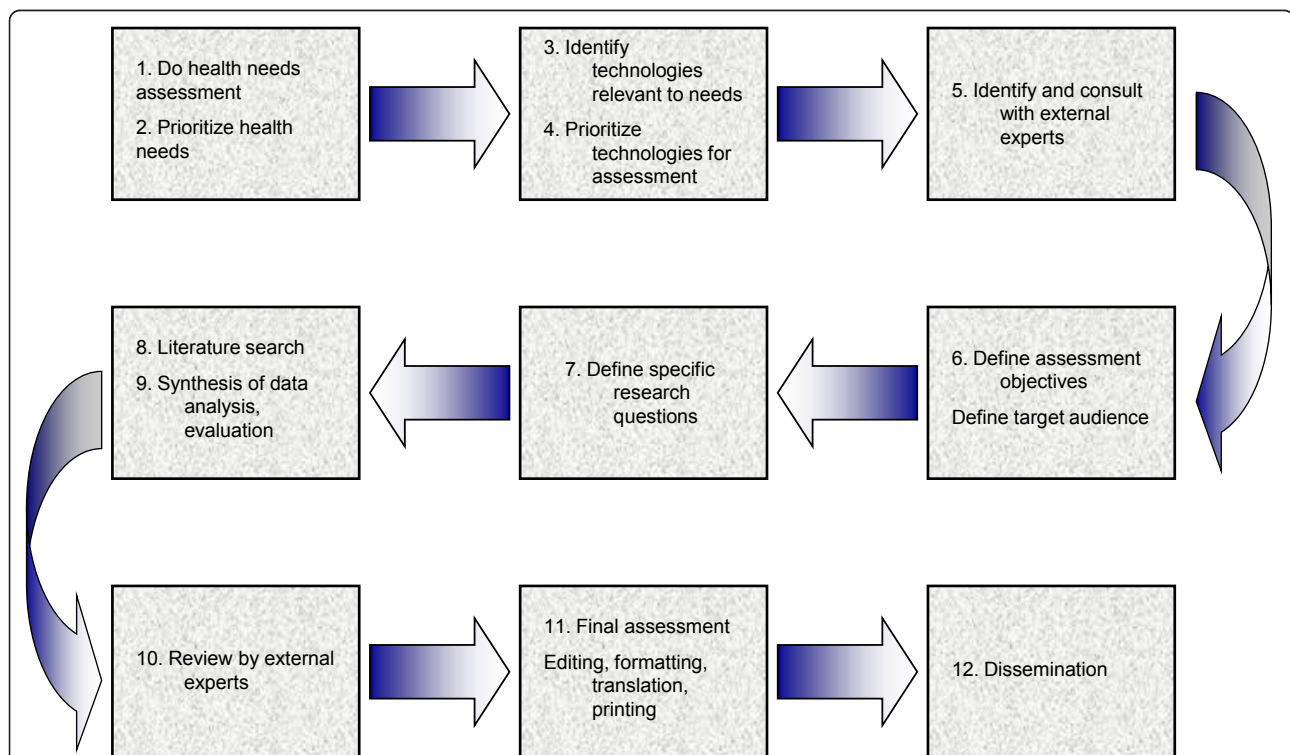 1. Do health needs
assessment
2. Prioritize health
needs
3. Identify
technologies
relevant to needs
4. Prioritize
technologies for
assessment
5. Identify and consult
with external
experts
6. Define assessment
objectives
Define target audience
7. Define specific
research
questions
8. Literature search
9. Synthesis of data
analysis,
evaluation
10. Review by external
experts
11. Final assessment
Editing, formatting,
translation,
printing
12. Dissemination